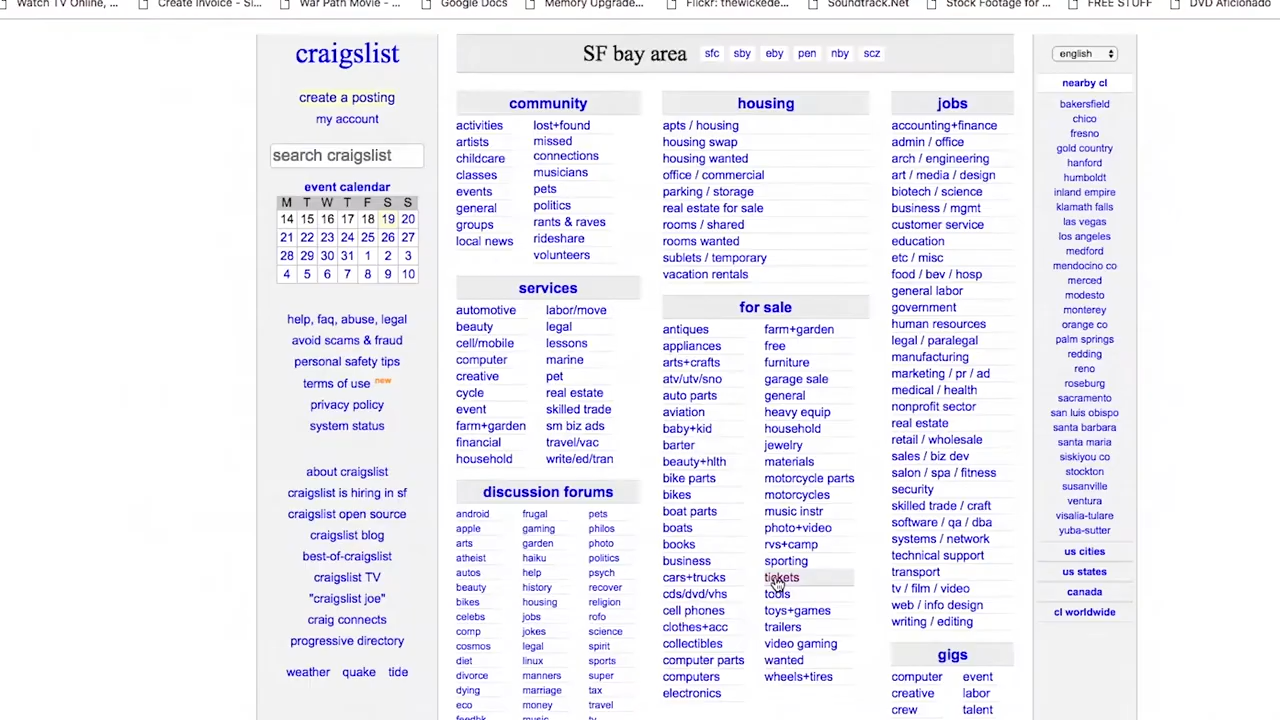 Watch TV Online, ...
Create Invoice - Si...
War Path Movie - ...
Google Docs
Memory Upgrade...
Flickr: thewickede...
Soundtrack.Net
Stock Footage for ...
FREE STUFF
DVD Aficionado
craigslist
create a posting
my account
search craigslist
event calendar
M T W T F S S
14 15 16 17 18 19 20
21 22 23 24 25 26 27
28 29 30 31 1 2 3
4 5 6 7 8 9 10
help, faq, abuse, legal
avoid scams & fraud
personal safety tips
terms of use new
privacy policy
system status
about craigslist
craigslist is hiring in sf
craigslist open source
craigslist blog
best-of-craigslist
craigslist TV
"craigslist joe"
craig connects
progressive directory
weather quake tide
SF bay area sfc sby eby pen nby scz
community
activities
artists
childcare
classes
events
general
groups
local news
lost+found
missed
connections
musicians
pets
politics
rants & raves
rideshare
volunteers
services
automotive
beauty
cell/mobile
computer
creative
cycle
event
farm+garden
financial
household
labor/move
legal
lessons
marine
pet
real estate
skilled trade
sm biz ads
travel/vac
write/ed/tran
discussion forums
android
apple
arts
atheist
autos
beauty
bikes
celebs
comp
cosmos
diet
divorce
dying
eco
feedbk
frugal
gaming
garden
haiku
help
history
housing
jobs
jokes
legal
linux
manners
marriage
money
music
pets
philos
photo
politics
psych
recover
religion
rofo
science
spirit
sports
super
tax
travel
tv
housing
apts / housing
housing swap
housing wanted
office / commercial
parking / storage
real estate for sale
rooms / shared
rooms wanted
sublets / temporary
vacation rentals
for sale
antiques
appliances
arts+crafts
atv/utv/sno
auto parts
aviation
baby+kid
barter
beauty+hlth
bike parts
bikes
boat parts
boats
books
business
cars+trucks
cds/dvd/vhs
cell phones
clothes+acc
collectibles
computer parts
computers
electronics
farm+garden
free
furniture
garage sale
general
heavy equip
household
jewelry
materials
motorcycle parts
motorcycles
music instr
photo+video
rvs+camp
sporting
tickets
tools
toys+games
trailers
video gaming
wanted
wheels+tires
jobs
accounting+finance
admin / office
arch / engineering
art / media / design
biotech / science
business / mgmt
customer service
education
etc / misc
food / bev / hosp
general labor
government
human resources
legal / paralegal
manufacturing
marketing / pr / ad
medical / health
nonprofit sector
real estate
retail / wholesale
sales / biz dev
salon / spa / fitness
security
skilled trade / craft
software / qa / dba
systems / network
technical support
transport
tv / film / video
web / info design
writing / editing
gigs
computer
creative
crew
event
labor
talent
english
nearby cl
bakersfield
chico
fresno
gold country
hanford
humboldt
inland empire
klamath falls
las vegas
los angeles
medford
mendocino co
merced
modesto
monterey
orange co
palm springs
redding
reno
roseburg
sacramento
san luis obispo
santa barbara
santa maria
siskiyou co
stockton
susanville
ventura
visalia-tulare
yuba-sutter
us cities
us states
canada
cl worldwide